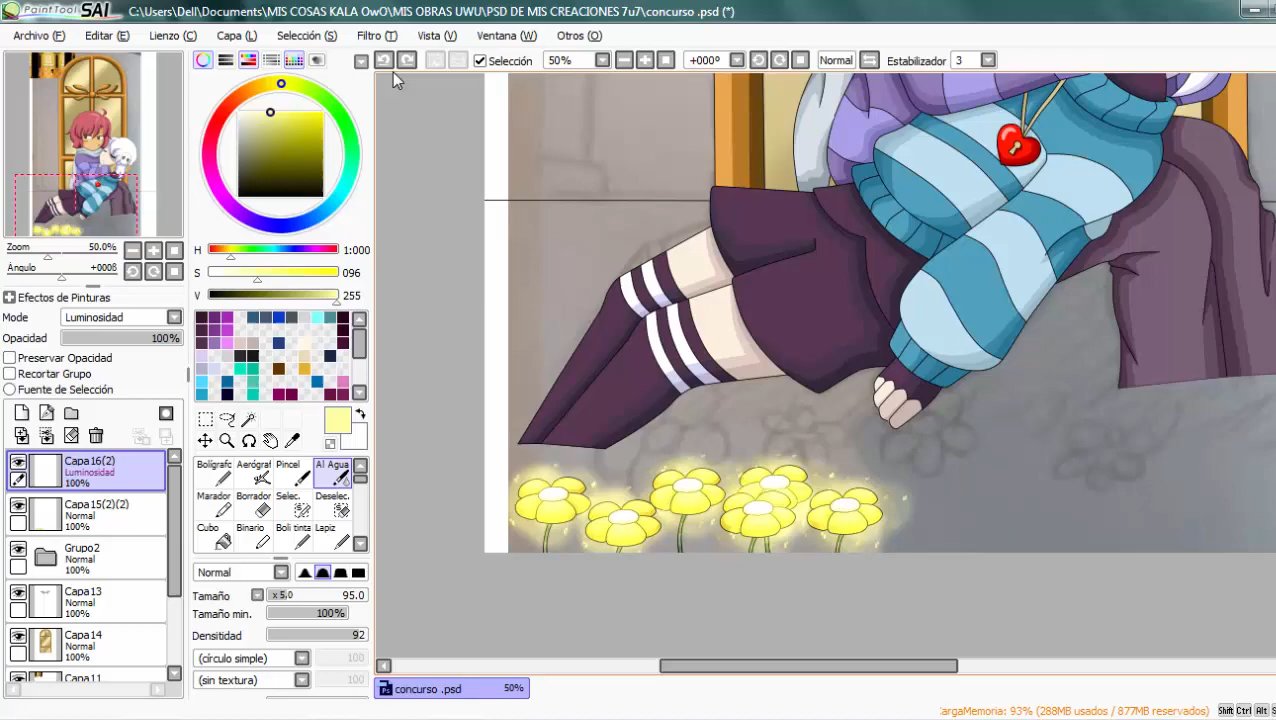 PaintTool SAI C:\Users\Dell\Documents\MIS COSAS KALA OwO\MIS OBRAS UWU\PSD DE MIS CREACIONES 7u7\concurso .psd (*)
Archivo (F) Editar (E) Lienzo (C) Capa (L) Selección (S) Filtro (T) Vista (V) Ventana (W) Otros (O)
Selección 50% +000° Normal Estabilizador 3
Zoom 50.0%
Ángulo +000ß
Efectos de Pinturas
Modo Luminosidad
Opacidad 100%
Preservar Opacidad
Recortar Grupo
Fuente de Selección
Capa16(2)
Luminosidad
100%
Capa15(2)(2)
Normal
100%
Grupo2
Normal
100%
Capa13
Normal
100%
Capa14
Normal
100%
Capa11
H 1:000
S 096
V 255
Bolígrafo Aerógraf Pincel Al Agua
Marador Borrador Selec. Deselec.
Cubo Binario Boli tinta Lapiz
Normal
Tamaño x 5.0 95.0
Tamaño min. 100%
Densitidad 92
(círculo simple) 100
(sin textura) 100
concurso .psd 50%
argaMemoria: 93% (288MB usados / 877MB reservados) Shift Ctrl Alt S